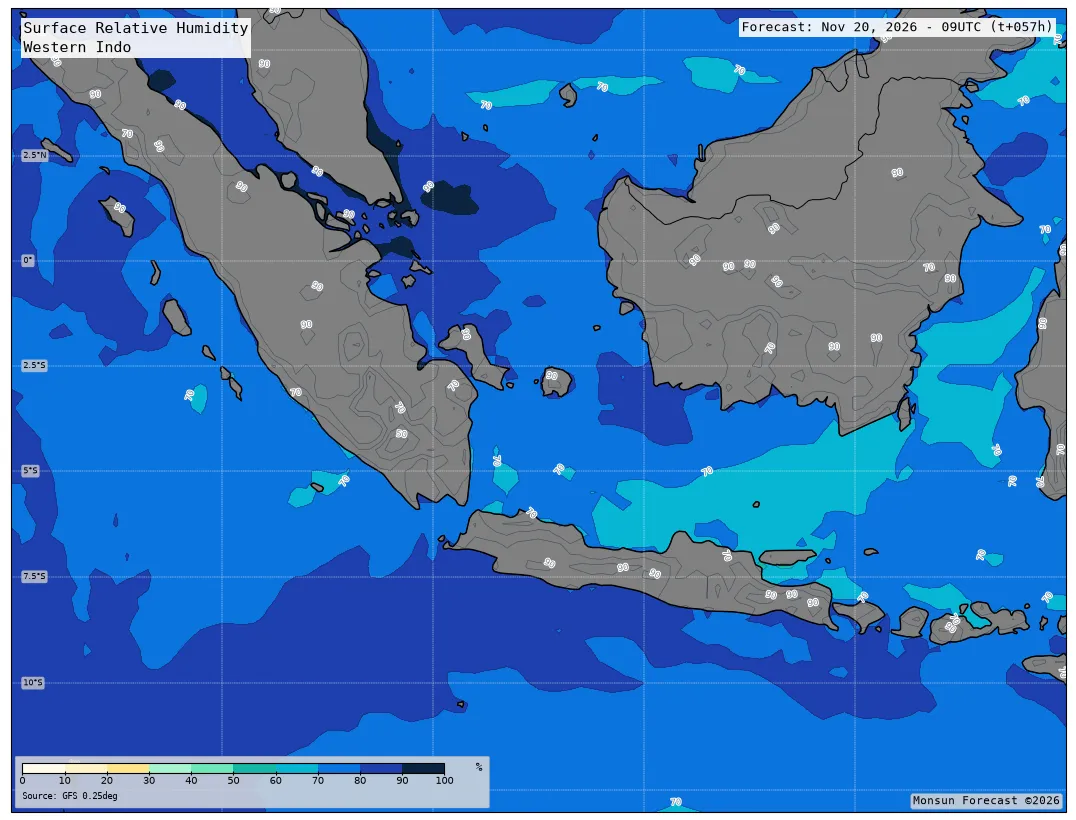 Surface Relative Humidity
Western Indo
Forecast: Nov 20, 2026 - 09UTC (t+057h)
2.5°N
0°
2.5°S
5°S
7.5°S
10°S
0 10 20 30 40 50 60 70 80 90 100 %
Source: GFS 0.25deg
Monsun Forecast ©2026